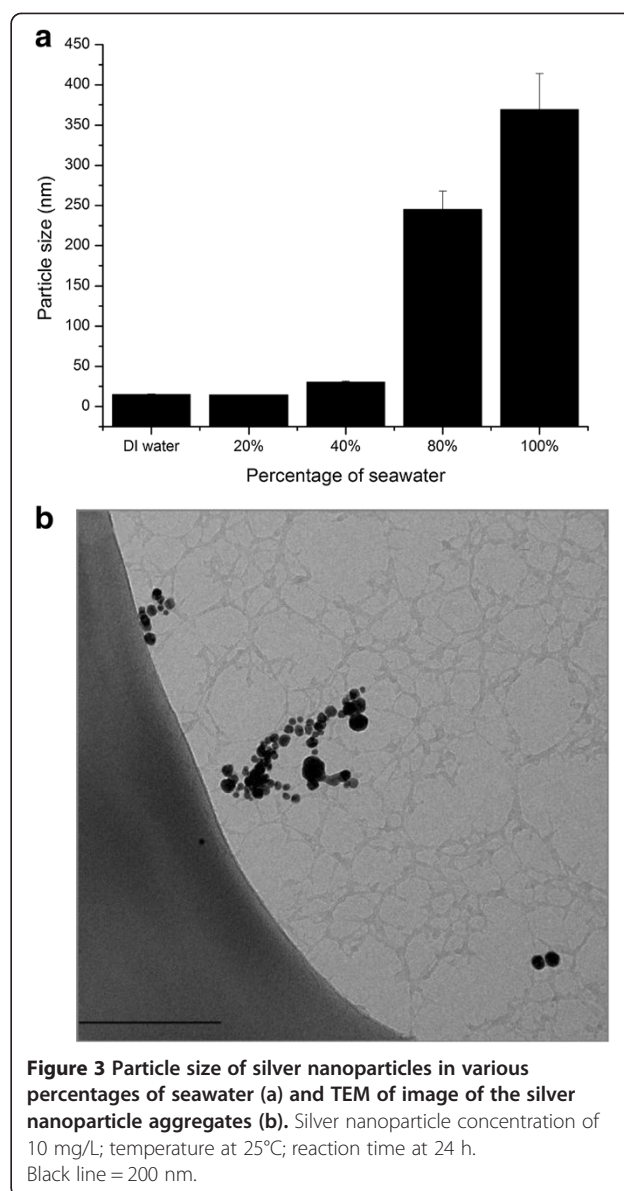 a
450
400
350
300
250
200
150
100
50
0
Particle size (nm)
DI water 20% 40% 80% 100%
Percentage of seawater
b
Figure 3 Particle size of silver nanoparticles in various
percentages of seawater (a) and TEM of image of the silver
nanoparticle aggregates (b). Silver nanoparticle concentration of
10 mg/L; temperature at 25°C; reaction time at 24 h.
Black line = 200 nm.